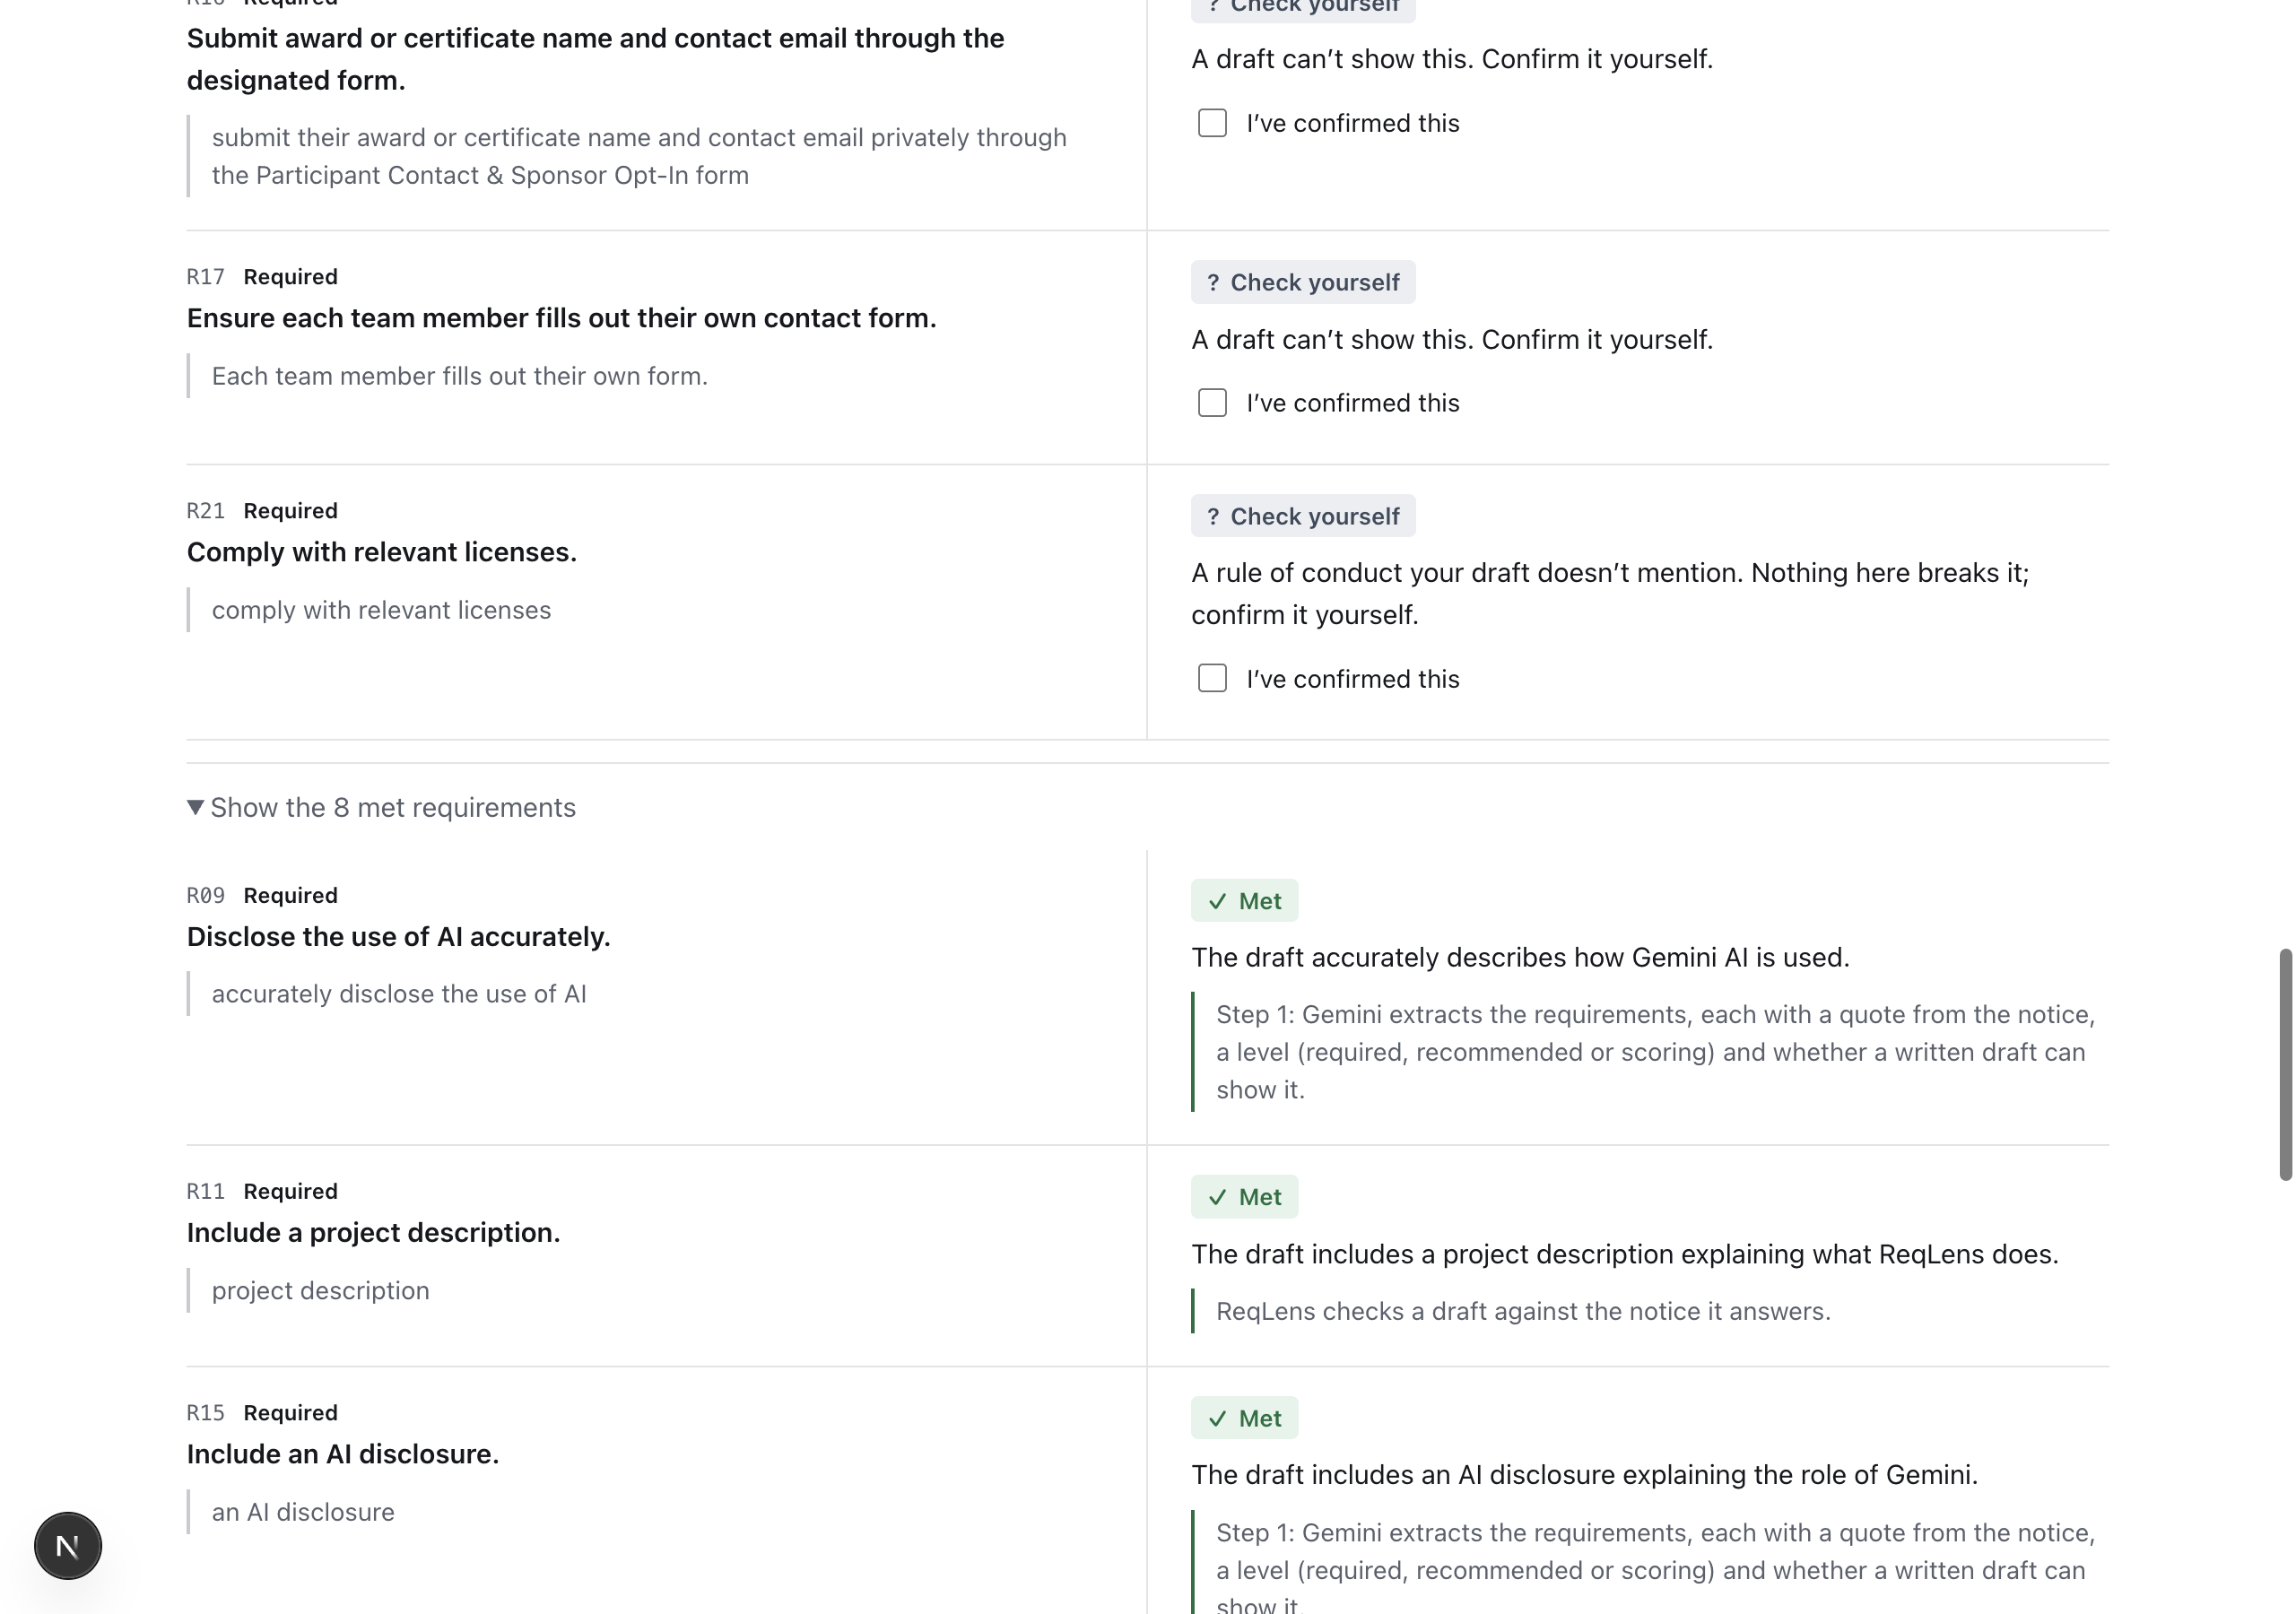 R16 Required
? Check yourself
Submit award or certificate name and contact email through the
designated form.
submit their award or certificate name and contact email privately through
the Participant Contact & Sponsor Opt-In form
A draft can’t show this. Confirm it yourself.
I’ve confirmed this
R17 Required
Ensure each team member fills out their own contact form.
Each team member fills out their own form.
? Check yourself
A draft can’t show this. Confirm it yourself.
I’ve confirmed this
R21 Required
Comply with relevant licenses.
comply with relevant licenses
? Check yourself
A rule of conduct your draft doesn’t mention. Nothing here breaks it;
confirm it yourself.
I’ve confirmed this
▼ Show the 8 met requirements
R09 Required
Disclose the use of AI accurately.
accurately disclose the use of AI
✓ Met
The draft accurately describes how Gemini AI is used.
Step 1: Gemini extracts the requirements, each with a quote from the notice,
a level (required, recommended or scoring) and whether a written draft can
show it.
R11 Required
Include a project description.
project description
✓ Met
The draft includes a project description explaining what ReqLens does.
ReqLens checks a draft against the notice it answers.
R15 Required
Include an AI disclosure.
an AI disclosure
✓ Met
The draft includes an AI disclosure explaining the role of Gemini.
Step 1: Gemini extracts the requirements, each with a quote from the notice,
a level (required, recommended or scoring) and whether a written draft can
show it.
N